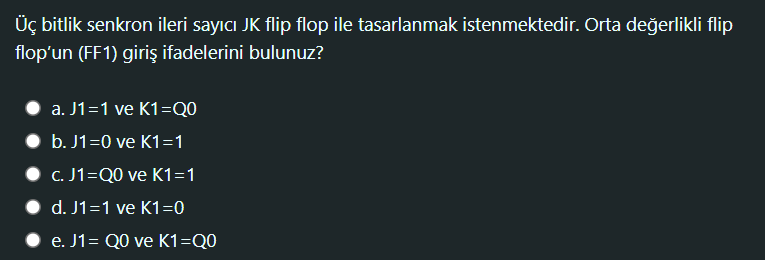 Üç bitlik senkron ileri sayıcı JK flip flop ile tasarlanmak istenmektedir. Orta değerlikli flip
flop'un (FF1) giriş ifadelerini bulunuz?
a. J1=1 ve K1=Q0
b. J1=0 ve K1=1
c. J1=Q0 ve K1=1
d. J1=1 ve K1=0
e. J1= Q0 ve K1=Q0